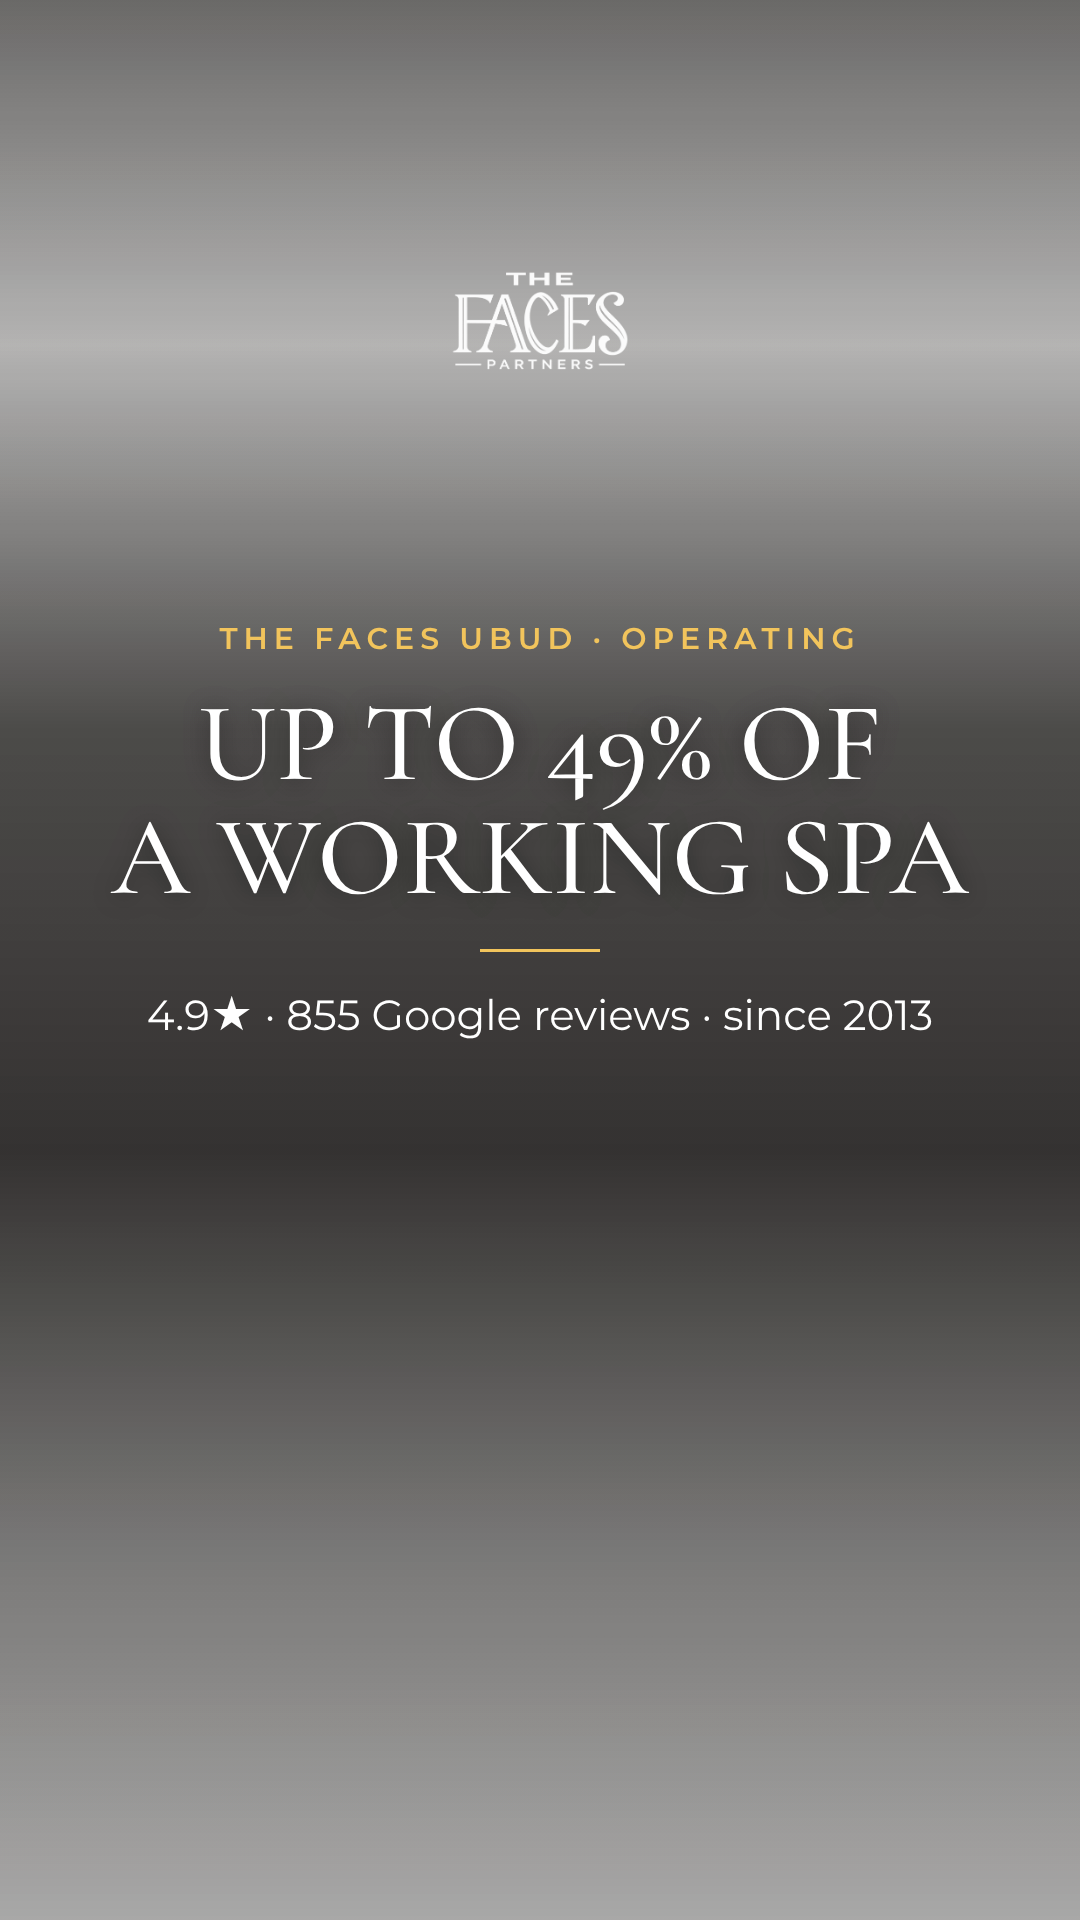 THE
FACES
PARTNERS
THE FACES UBUD · OPERATING
UP TO 49% OF
A WORKING SPA
4.9★ · 855 Google reviews · since 2013